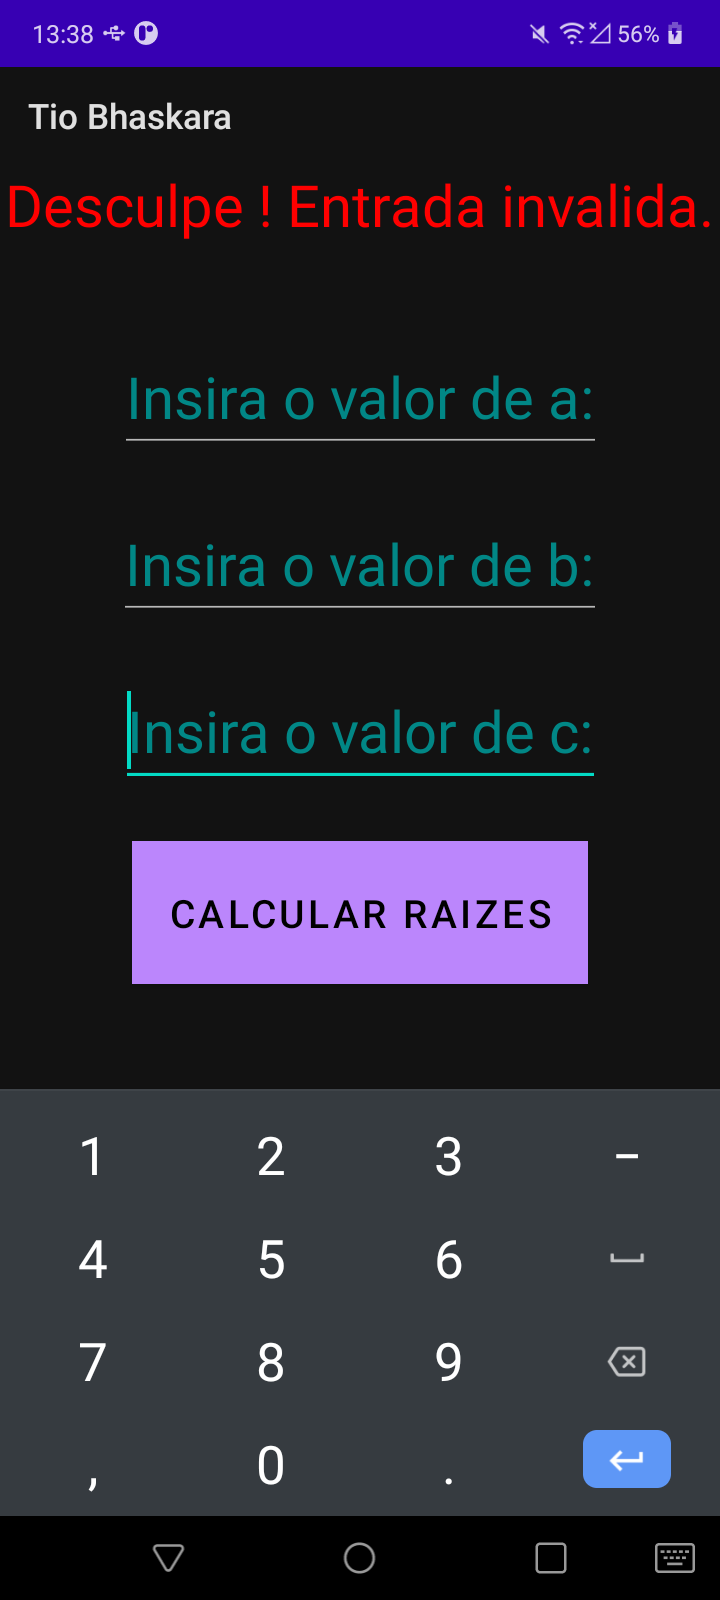 13:38 56%
Tio Bhaskara
Desculpe ! Entrada invalida.
Insira o valor de a:
Insira o valor de b:
Insira o valor de c:
CALCULAR RAIZES
1 2 3 -
4 5 6
7 8 9
, 0 .